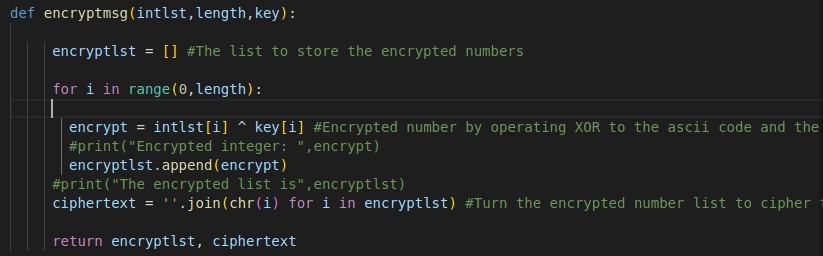 def encryptmsg(intlst,length,key):
encryptlst = [] #The list to store the encrypted numbers
for i in range(0,length):
encrypt = intlst[i] ^ key[i] #Encrypted number by operating XOR to the ascii code and the
#print("Encrypted integer: ",encrypt)
encryptlst.append(encrypt)
#print("The encrypted list is",encryptlst)
ciphertext = ''.join(chr(i) for i in encryptlst) #Turn the encrypted number list to cipher
return encryptlst, ciphertext